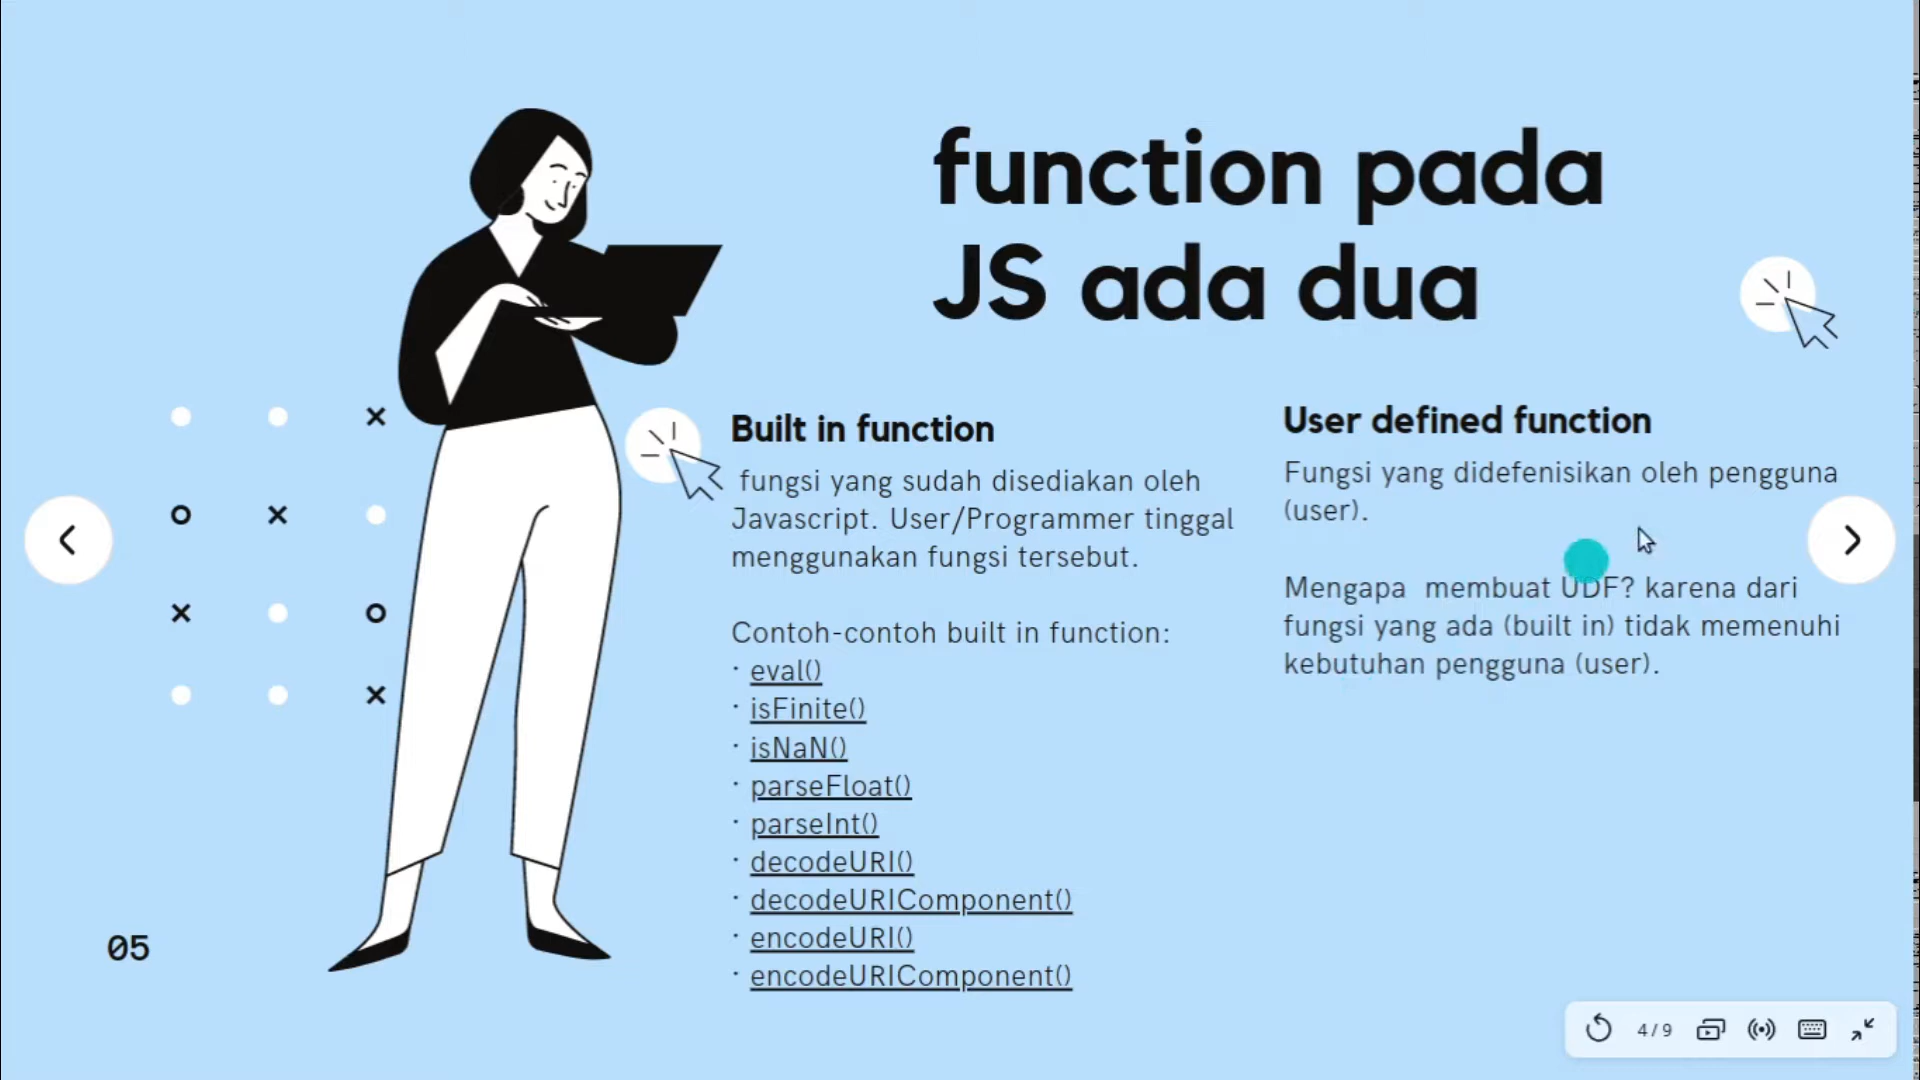 function pada
JS ada dua
Built in function
fungsi yang sudah disediakan oleh
Javascript. User/Programmer tinggal
menggunakan fungsi tersebut.
Contoh-contoh built in function:
· eval()
· isFinite()
· isNaN()
· parseFloat()
· parseInt()
· decodeURI()
· decodeURIComponent()
· encodeURI()
· encodeURIComponent()
User defined function
Fungsi yang didefenisikan oleh pengguna
(user).
Mengapa membuat UDF? karena dari
fungsi yang ada (built in) tidak memenuhi
kebutuhan pengguna (user).
05
4/9